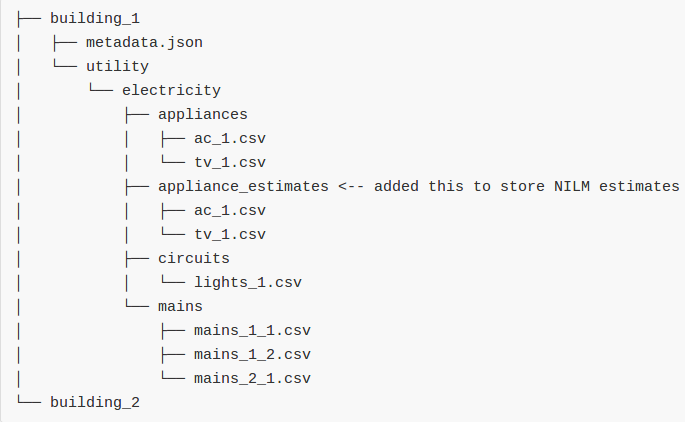 ├── building_1
│   ├── metadata.json
│   └── utility
│       └── electricity
│           ├── appliances
│           │   ├── ac_1.csv
│           │   └── tv_1.csv
│           ├── appliance_estimates <-- added this to store NILM estimates
│           │   ├── ac_1.csv
│           │   └── tv_1.csv
│           ├── circuits
│           │   └── lights_1.csv
│           └── mains
│               ├── mains_1_1.csv
│               ├── mains_1_2.csv
│               └── mains_2_1.csv
└── building_2